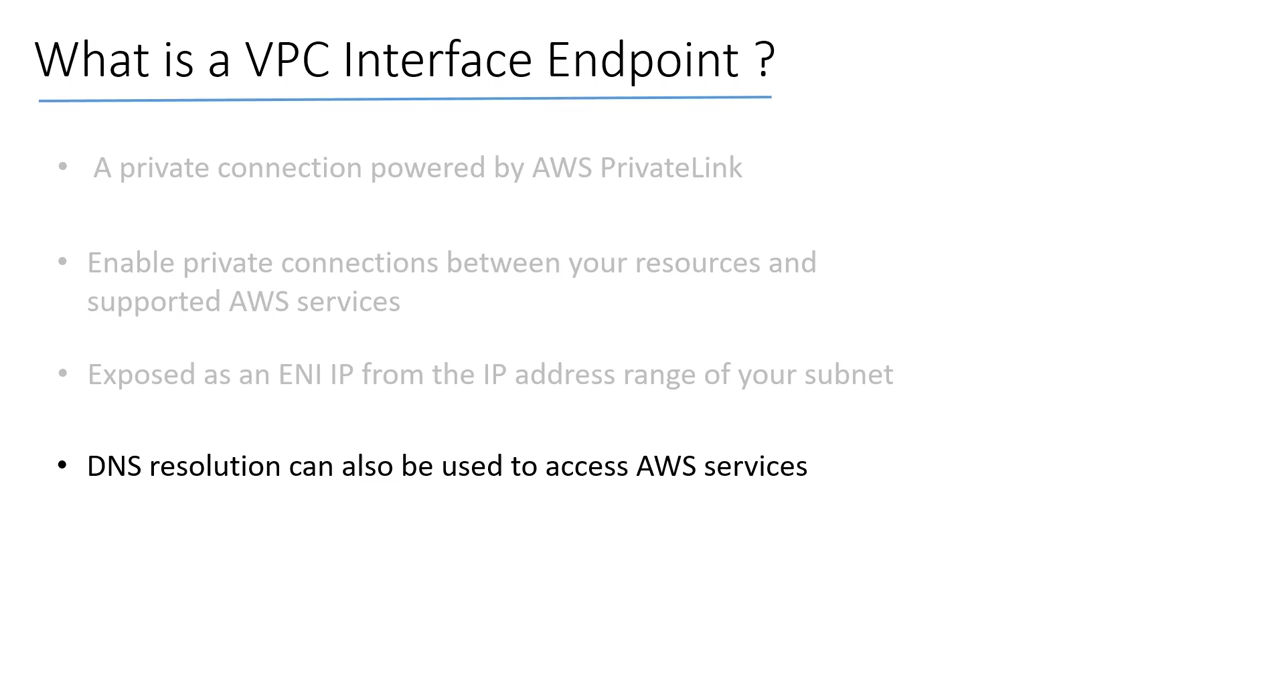 What is a VPC Interface Endpoint ?
• A private connection powered by AWS PrivateLink
• Enable private connections between your resources and
supported AWS services
• Exposed as an ENI IP from the IP address range of your subnet
• DNS resolution can also be used to access AWS services